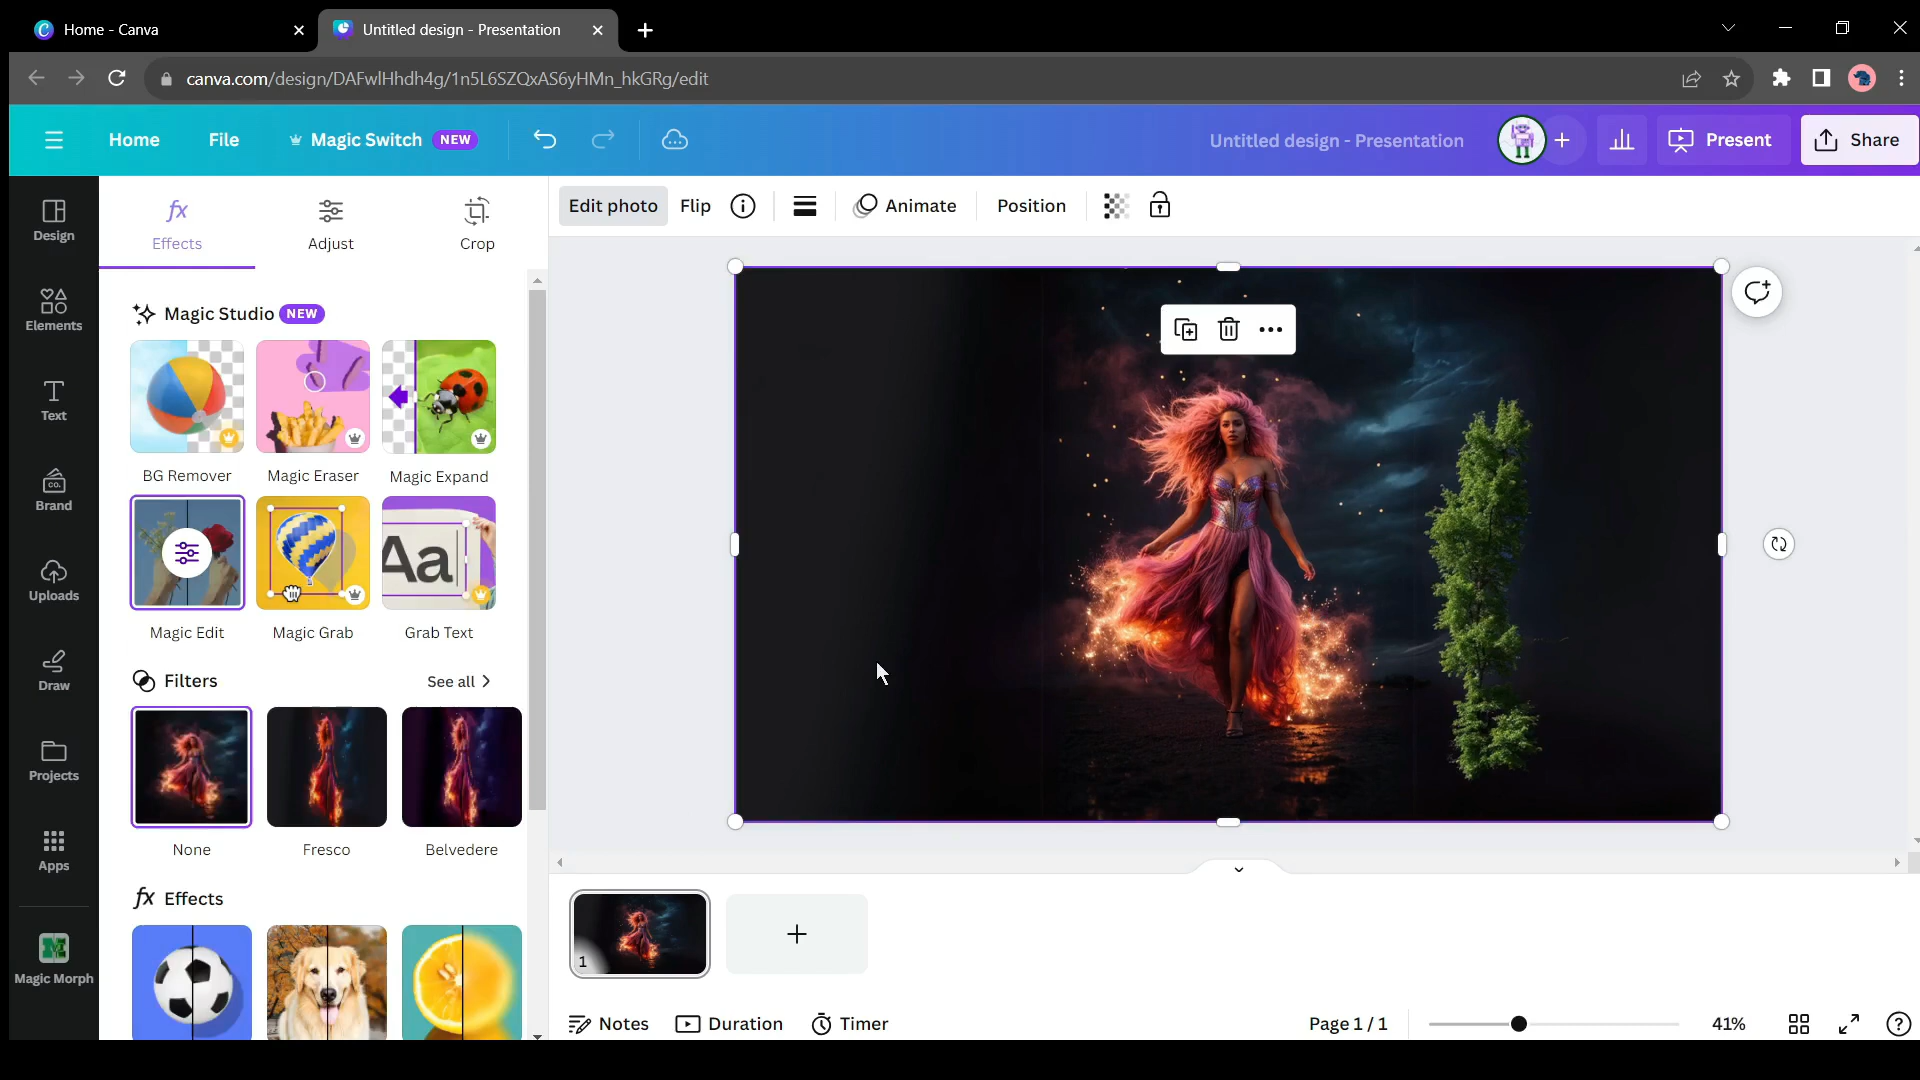 Home - Canva
Untitled design - Presentation
canva.com/design/DAFwlHhdh4g/1n5L6SZQxAS6yHMn_hkGRg/edit
Home
File
Magic Switch NEW
Untitled design - Presentation
Present
Share
Design
Elements
Text
Brand
CO.
Uploads
Draw
Projects
Apps
Magic Morph
fx
Effects
Adjust
Crop
Magic Studio NEW
BG Remover
Magic Eraser
Magic Expand
Aa
Magic Edit
Magic Grab
Grab Text
Filters
See all
None
Fresco
Belvedere
fx Effects
Edit photo
Flip
Animate
Position
1
Notes
Duration
Timer
Page 1 / 1
41%